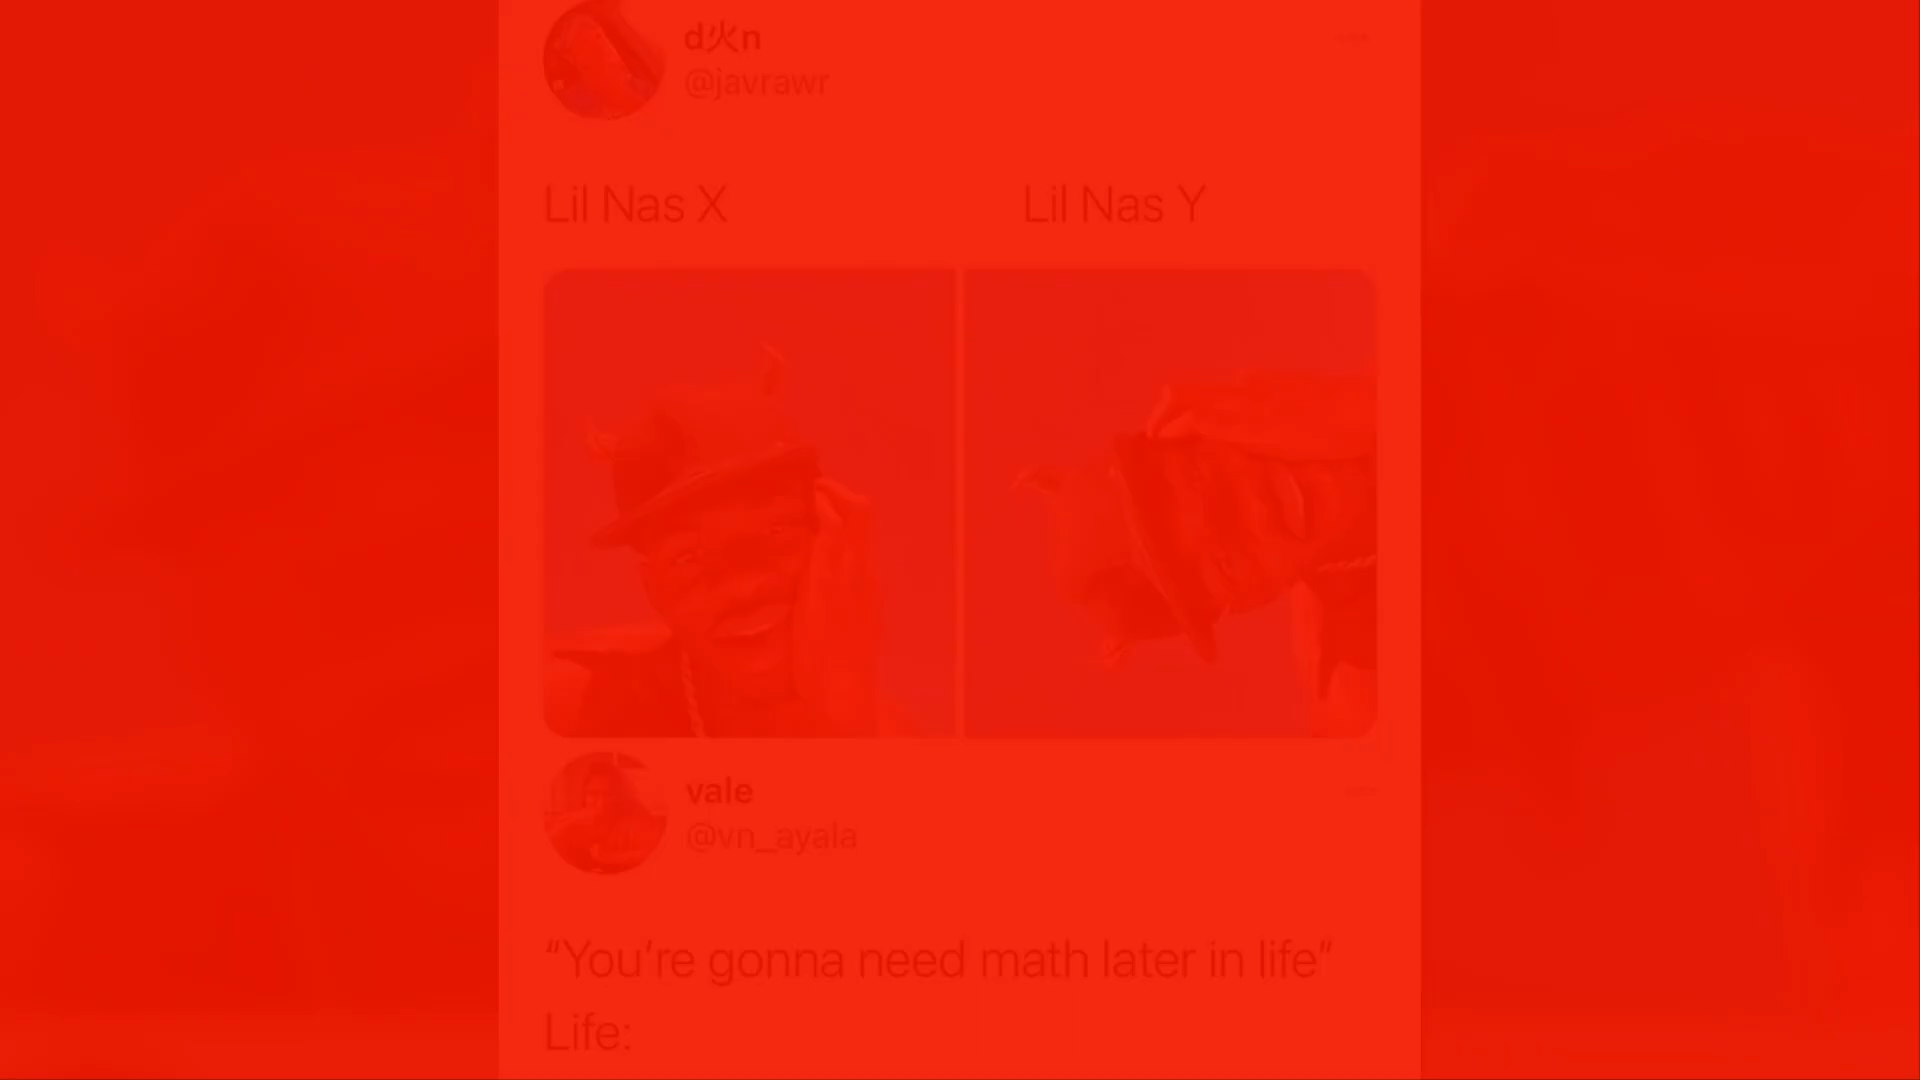 d火n
@javrawr
Lil Nas X Lil Nas Y
vale
@vn_ayala
“You’re gonna need math later in life”
Life: